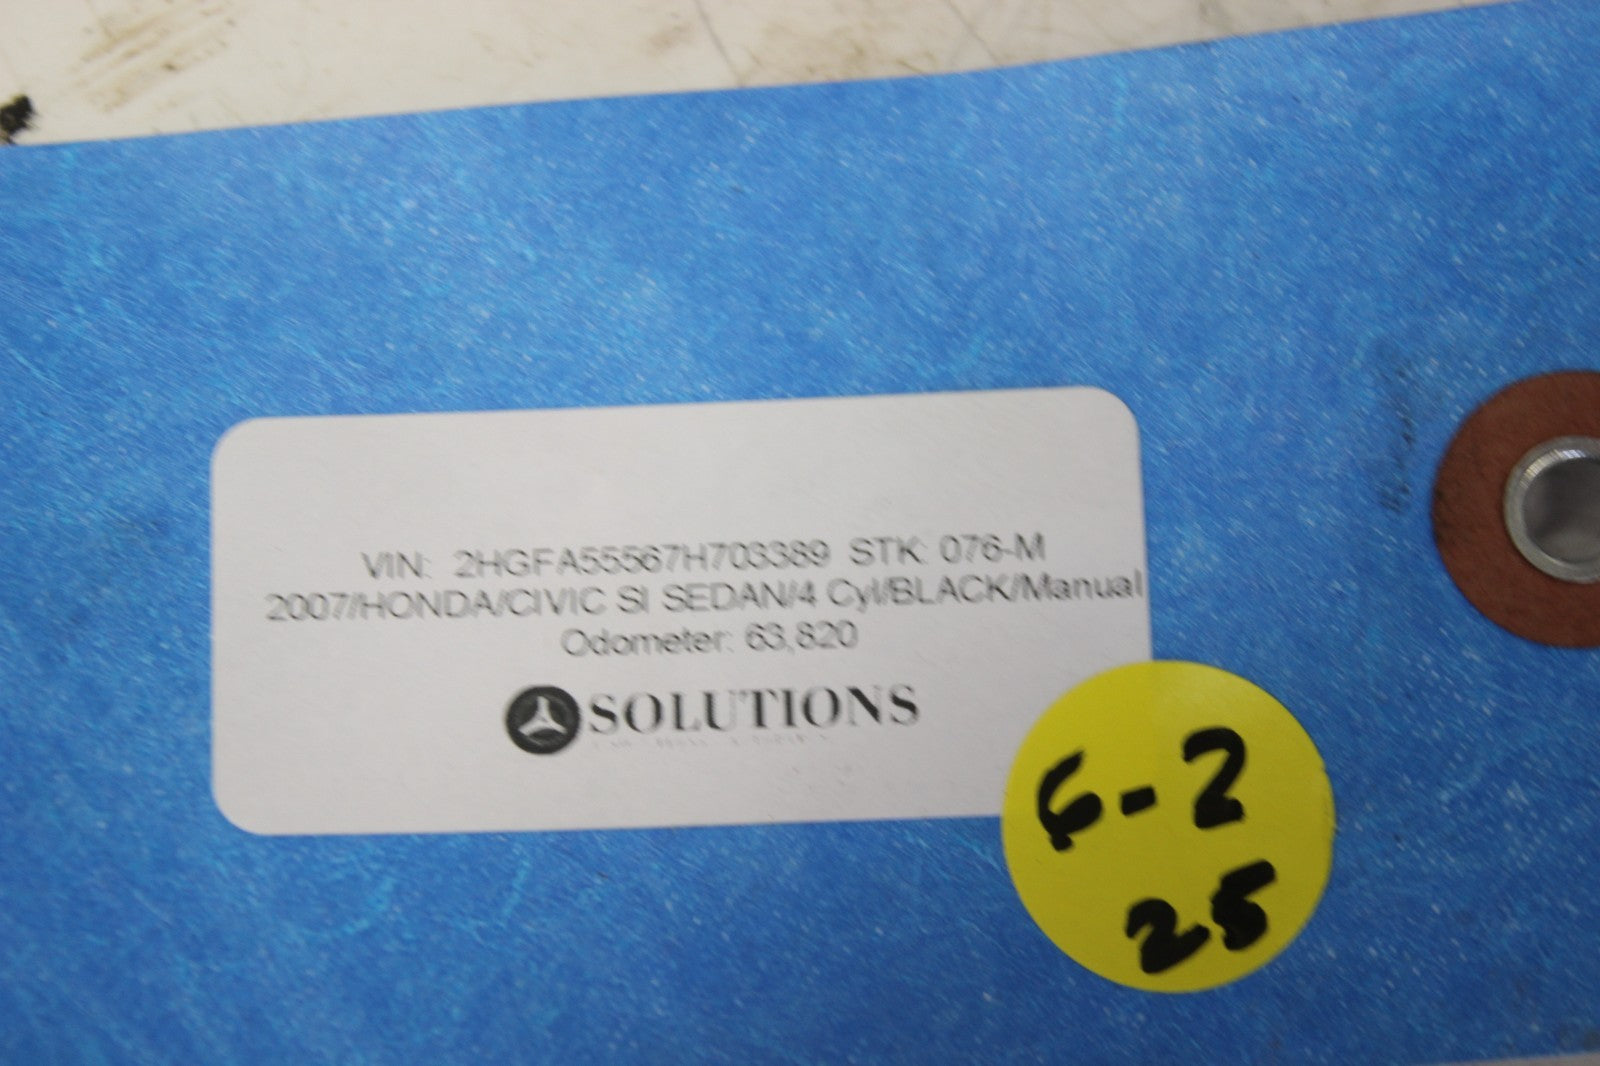 VIN: 2HGFA55567H703389 STK: 076-M
2007/HONDA/CIVIC SI SEDAN/4 Cyl/BLACK/Manual
Odometer: 63,820
SOLUTIONS
6-2
25